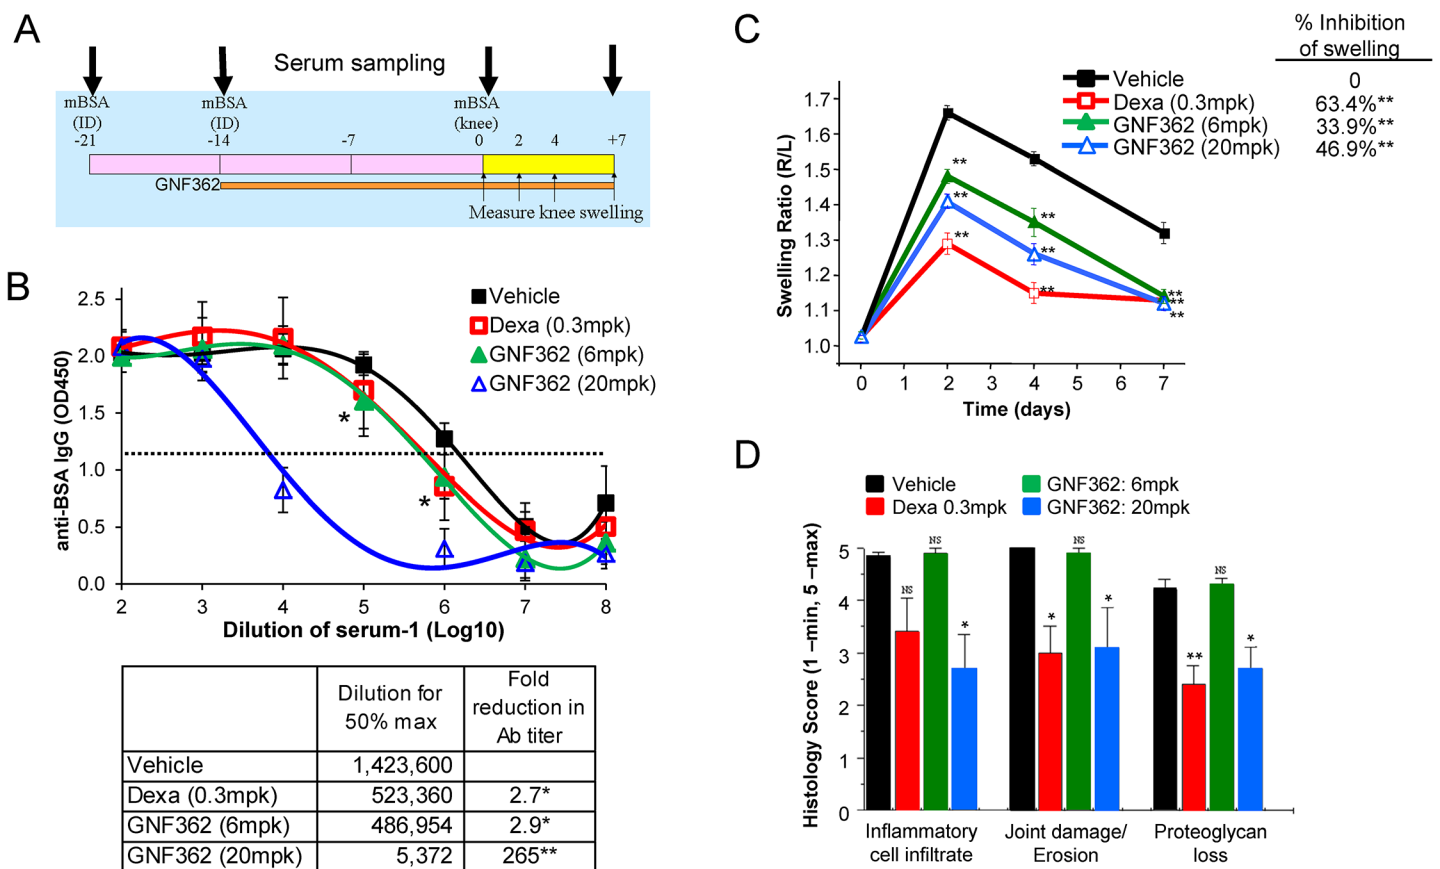 A
Serum sampling
mBSA
(ID)
mBSA
(ID)
mBSA
(knee)
-21
-14
-7
0
2
4
+7
GNF362
Measure knee swelling
B
Vehicle
Dexa (0.3mpk)
GNF362 (6mpk)
GNF362 (20mpk)
anti-BSA IgG (OD450)
2.5
2.0
1.5
1.0
0.5
0.0
*
*
2 3 4 5 6 7 8
Dilution of serum-1 (Log10)
Dilution for
50% max
Fold
reduction in
Ab titer
Vehicle 1,423,600
Dexa (0.3mpk) 523,360 2.7*
GNF362 (6mpk) 486,954 2.9*
GNF362 (20mpk) 5,372 265**
C
% Inhibition
of swelling
Vehicle 0
Dexa (0.3mpk) 63.4%**
GNF362 (6mpk) 33.9%**
GNF362 (20mpk) 46.9%**
Swelling Ratio (R/L)
1.7
1.6
1.5
1.4
1.3
1.2
1.1
1.0
**
**
**
**
**
**
**
**
**
0 1 2 3 4 5 6 7
Time (days)
D
Vehicle
Dexa 0.3mpk
GNF362: 6mpk
GNF362: 20mpk
Histology Score (1 –min, 5 –max)
5
4
3
2
1
0
NS
NS
*
*
NS
*
**
NS
*
Inflammatory
cell infiltrate
Joint damage/
Erosion
Proteoglycan
loss